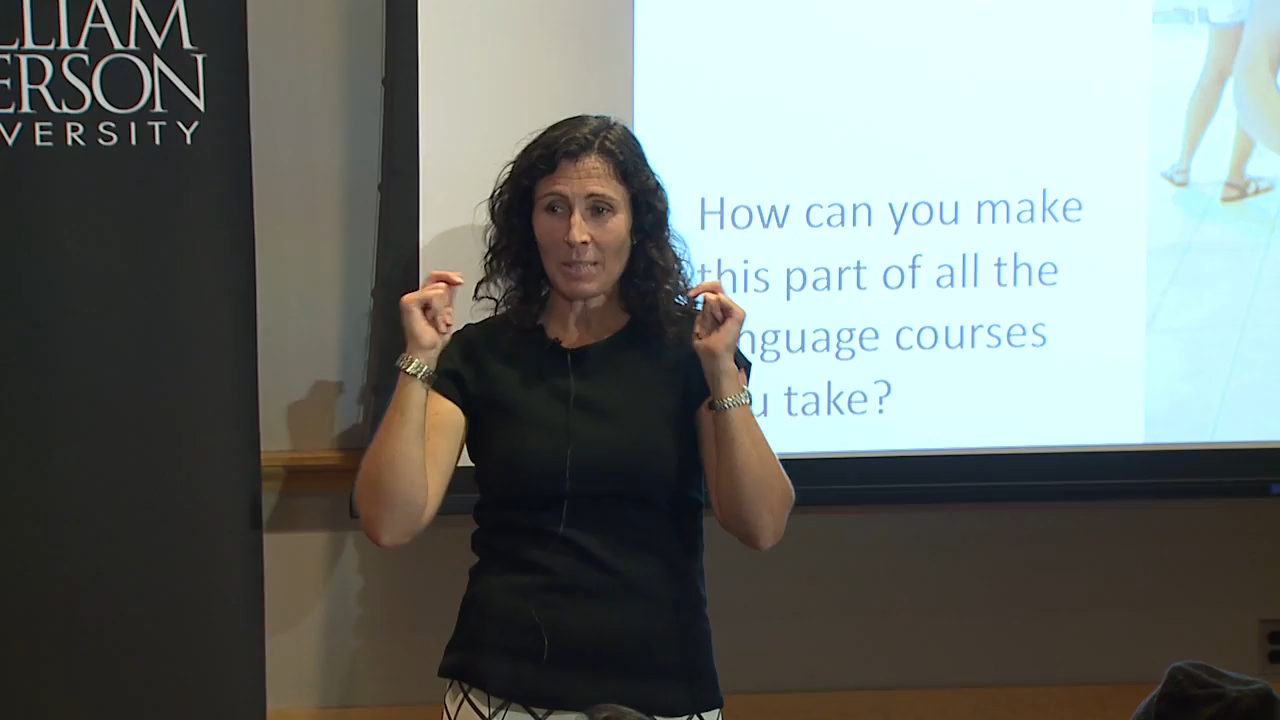 LLIAM
ERSON
VERSITY
How can you make
this part of all the
nguage courses
u take?